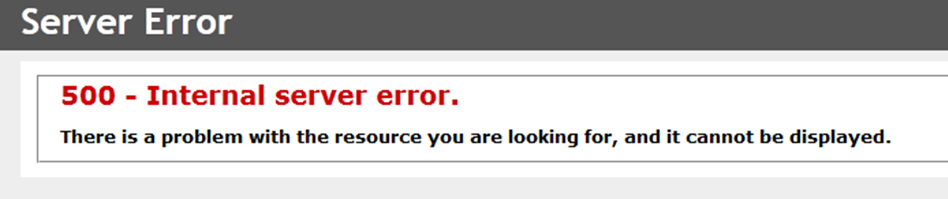 Server Error
500 - Internal server error.
There is a problem with the resource you are looking for, and it cannot be displayed.